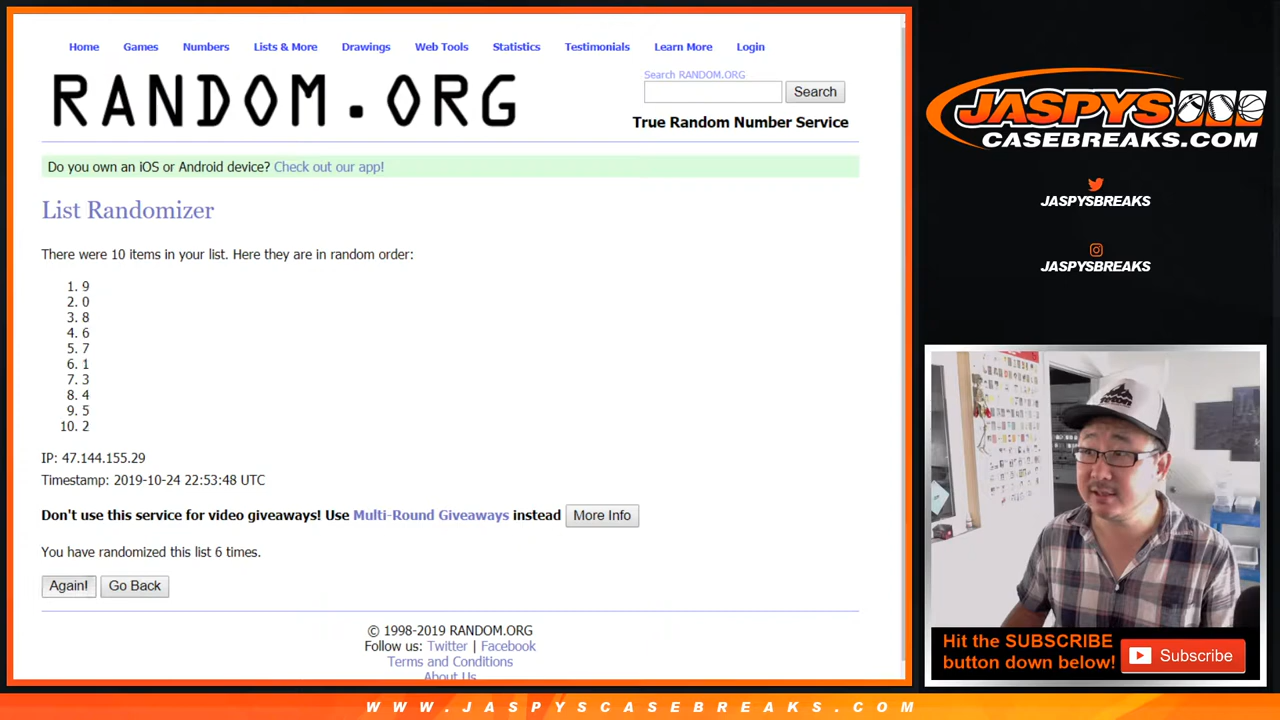 Home Games Numbers Lists & More Drawings Web Tools Statistics Testimonials Learn More Login
RANDOM.ORG
Search RANDOM.ORG
Search
True Random Number Service
Do you own an iOS or Android device? Check out our app!
List Randomizer
There were 10 items in your list. Here they are in random order:
1. 9
2. 0
3. 8
4. 6
5. 7
6. 1
7. 3
8. 4
9. 5
10. 2
IP: 47.144.155.29
Timestamp: 2019-10-24 22:53:48 UTC
Don't use this service for video giveaways! Use Multi-Round Giveaways instead More Info
You have randomized this list 6 times.
Again! Go Back
© 1998-2019 RANDOM.ORG
Follow us: Twitter | Facebook
Terms and Conditions
About Us
JASPYS
CASEBREAKS.COM
JASPYSBREAKS
JASPYSBREAKS
teton
Hit the SUBSCRIBE
button down below!
Subscribe
WWW.JASPYSCASEBREAKS.COM